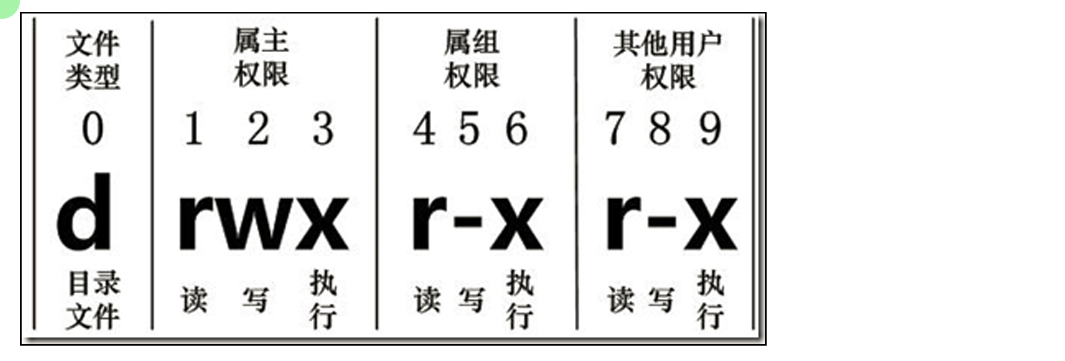 文件 属主 属组 其他用户
类型 权限 权限 权限
0 1 2 3 4 5 6 7 8 9
d rwx r-x r-x
目录 读 写 执 读 写 执 读 写 执
文件 行 行 行